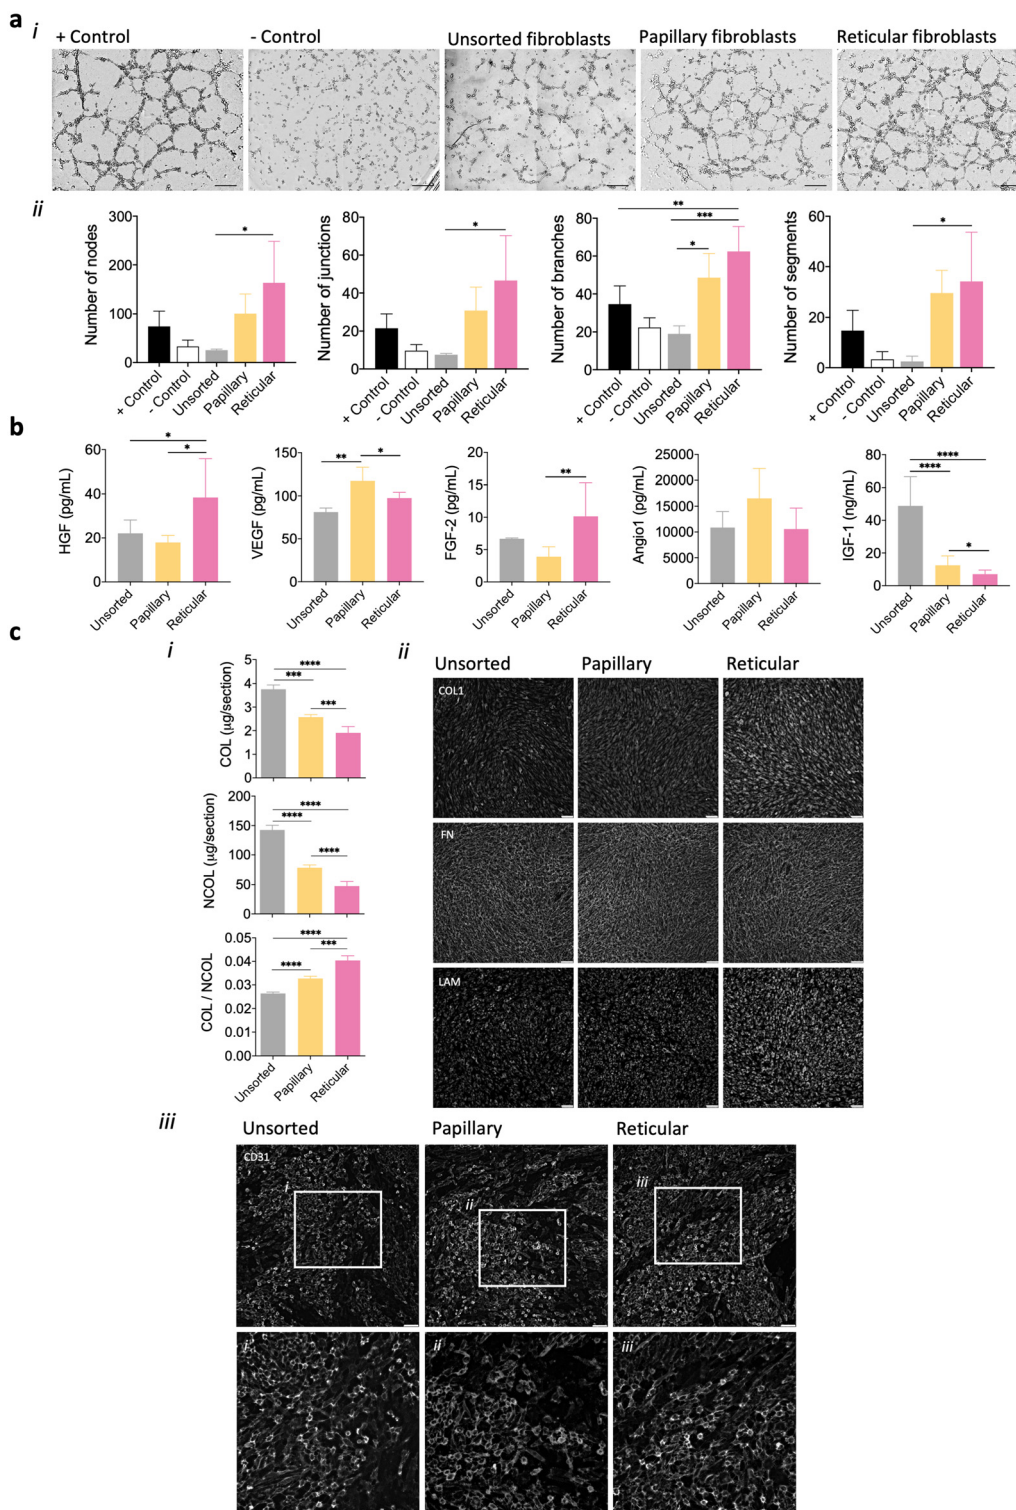 a
i
+ Control
- Control
Unsorted fibroblasts
Papillary fibroblasts
Reticular fibroblasts
ii
Number of nodes
300
200
100
0
*
+ Control
- Control
Unsorted
Papillary
Reticular
Number of junctions
80
60
40
20
0
*
+ Control
- Control
Unsorted
Papillary
Reticular
Number of branches
80
60
40
20
0
**
***
*
+ Control
- Control
Unsorted
Papillary
Reticular
Number of segments
60
40
20
0
*
+ Control
- Control
Unsorted
Papillary
Reticular
b
HGF (pg/mL)
60
40
20
0
*
*
Unsorted
Papillary
Reticular
VEGF (pg/mL)
150
100
50
0
**
*
Unsorted
Papillary
Reticular
FGF-2 (pg/mL)
20
15
10
5
0
**
Unsorted
Papillary
Reticular
Angio1 (pg/mL)
25000
20000
15000
10000
5000
0
Unsorted
Papillary
Reticular
IGF-1 (ng/mL)
80
60
40
20
0
****
****
*
Unsorted
Papillary
Reticular
c
i
COL (µg/section)
5
4
3
2
1
0
****
***
***
NCOL (µg/section)
200
150
100
50
0
****
****
****
COL / NCOL
0.05
0.04
0.03
0.02
0.01
0.00
****
***
****
Unsorted
Papillary
Reticular
ii
Unsorted
Papillary
Reticular
COL1
FN
LAM
iii
Unsorted
Papillary
Reticular
CD31
i
ii
iii
i
ii
iii